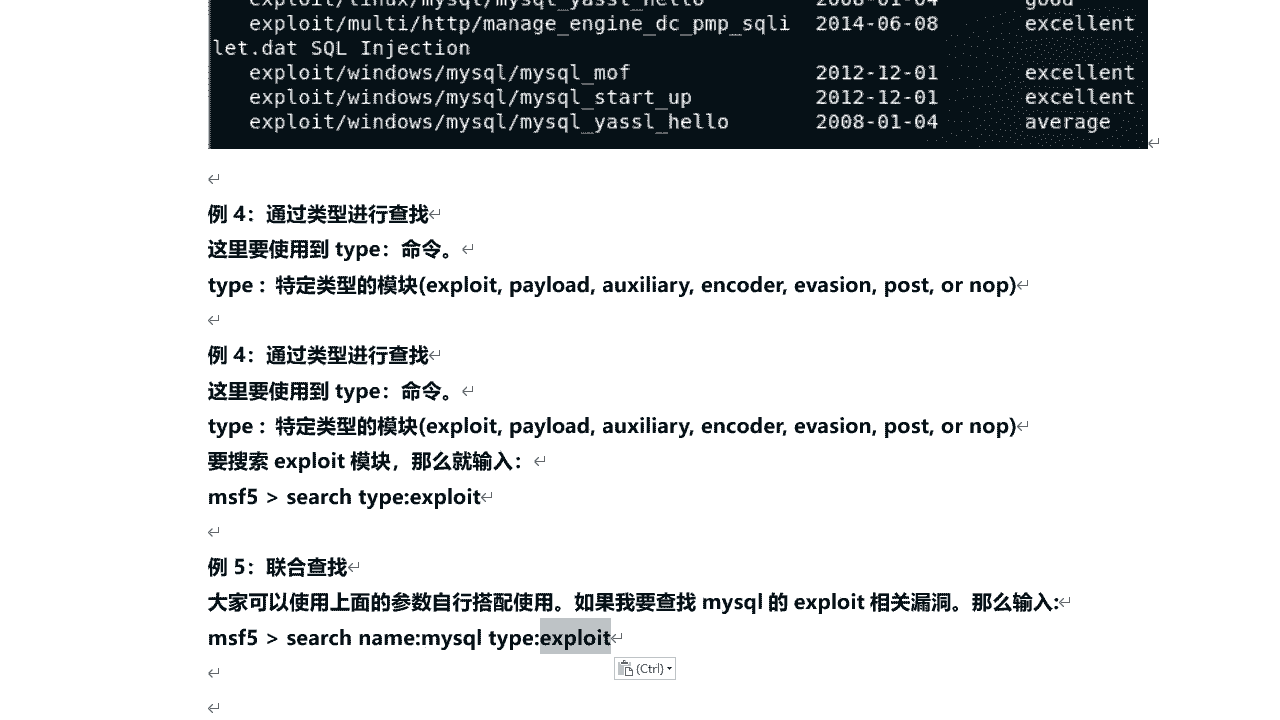 exploit/linux/mysql/mysql_yassl_hello 2008-01-04 good
exploit/multi/http/manage_engine_dc_pmp_sqli 2014-06-08 excellent
let.dat SQL Injection
exploit/windows/mysql/mysql_mof 2012-12-01 excellent
exploit/windows/mysql/mysql_start_up 2012-12-01 excellent
exploit/windows/mysql/mysql_yassl_hello 2008-01-04 average
例 4：通过类型进行查找
这里要使用到 type：命令。
type : 特定类型的模块(exploit, payload, auxiliary, encoder, evasion, post, or nop)
例 4：通过类型进行查找
这里要使用到 type：命令。
type : 特定类型的模块(exploit, payload, auxiliary, encoder, evasion, post, or nop)
要搜索 exploit 模块，那么就输入：
msf5 > search type:exploit
例 5：联合查找
大家可以使用上面的参数自行搭配使用。如果我要查找 mysql 的 exploit 相关漏洞。那么输入:
msf5 > search name:mysql type:exploit
(Ctrl)